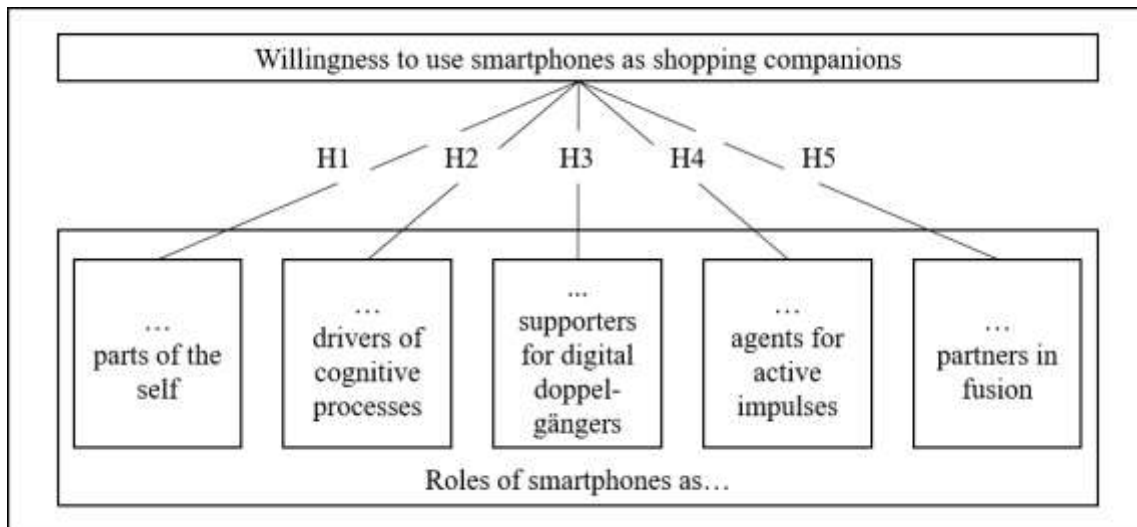 Willingness to use smartphones as shopping companions
H1
H2
H3
H4
H5
…
parts of the
self
…
drivers of
cognitive
processes
...
supporters
for digital
doppel-
gängers
…
agents for
active
impulses
…
partners in
fusion
Roles of smartphones as…